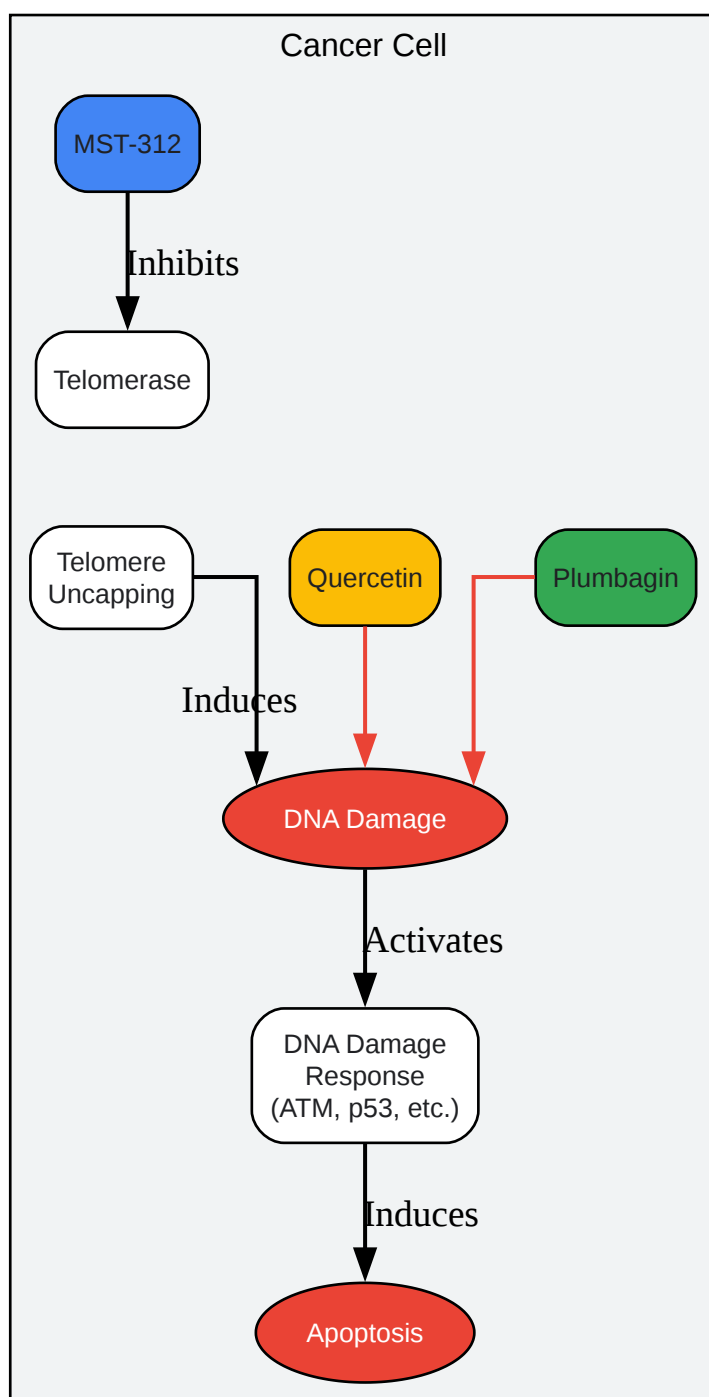 Cancer Cell
MST-312
Inhibits
Telomerase
Telomere
Uncapping
Quercetin
Plumbagin
Induces
DNA Damage
Activates
DNA Damage
Response
(ATM, p53, etc.)
Induces
Apoptosis